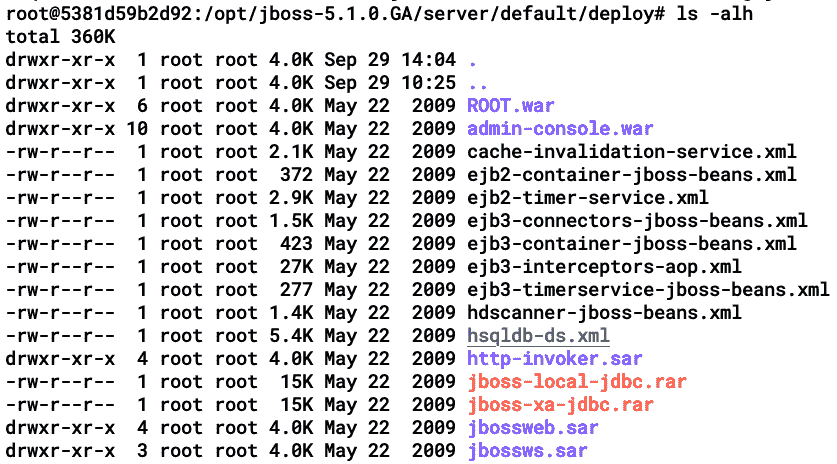 root@5381d59b2d92:/opt/jboss-5.1.0.GA/server/default/deploy# ls -alh
total 360K
drwxr-xr-x  1 root root 4.0K Sep 29 14:04 .
drwxr-xr-x  1 root root 4.0K Sep 29 10:25 ..
drwxr-xr-x  6 root root 4.0K May 22  2009 ROOT.war
drwxr-xr-x 10 root root 4.0K May 22  2009 admin-console.war
-rw-r--r--  1 root root 2.1K May 22  2009 cache-invalidation-service.xml
-rw-r--r--  1 root root  372 May 22  2009 ejb2-container-jboss-beans.xml
-rw-r--r--  1 root root 2.9K May 22  2009 ejb2-timer-service.xml
-rw-r--r--  1 root root 1.5K May 22  2009 ejb3-connectors-jboss-beans.xml
-rw-r--r--  1 root root  423 May 22  2009 ejb3-container-jboss-beans.xml
-rw-r--r--  1 root root  27K May 22  2009 ejb3-interceptors-aop.xml
-rw-r--r--  1 root root  277 May 22  2009 ejb3-timerservice-jboss-beans.xml
-rw-r--r--  1 root root 1.4K May 22  2009 hdscanner-jboss-beans.xml
-rw-r--r--  1 root root 5.4K May 22  2009 hsqldb-ds.xml
drwxr-xr-x  4 root root 4.0K May 22  2009 http-invoker.sar
-rw-r--r--  1 root root  15K May 22  2009 jboss-local-jdbc.rar
-rw-r--r--  1 root root  15K May 22  2009 jboss-xa-jdbc.rar
drwxr-xr-x  4 root root 4.0K May 22  2009 jbossweb.sar
drwxr-xr-x  3 root root 4.0K May 22  2009 jbossws.sar